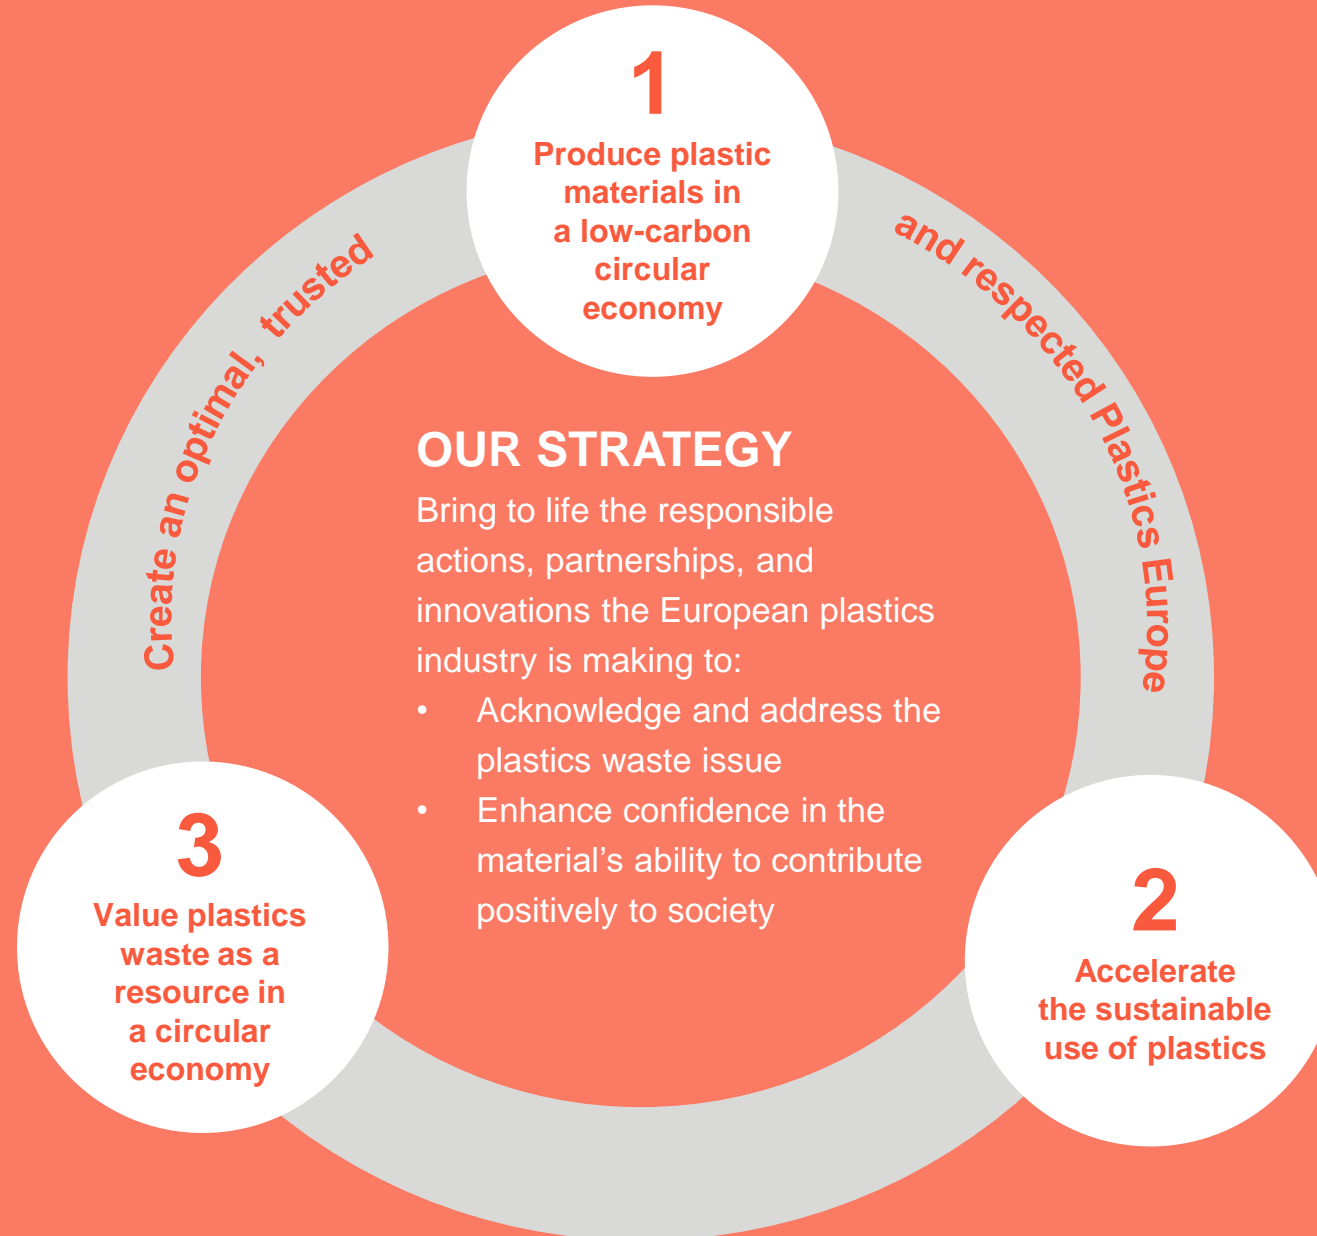 1
Produce plastic
materials in
a low-carbon
circular
economy
Create an optimal, trusted
and respected Plastics Europe
OUR STRATEGY
Bring to life the responsible
actions, partnerships, and
innovations the European plastics
industry is making to:
• Acknowledge and address the
plastics waste issue
• Enhance confidence in the
material’s ability to contribute
positively to society
2
Accelerate
the sustainable
use of plastics
3
Value plastics
waste as a
resource in
a circular
economy